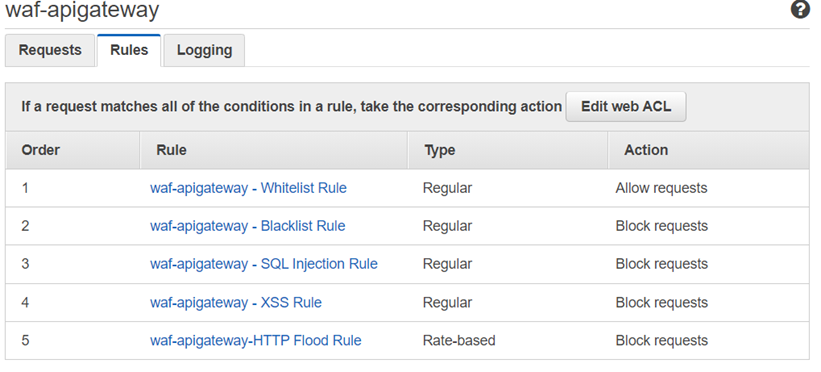 waf-apigateway
?
Requests Rules Logging
If a request matches all of the conditions in a rule, take the corresponding action Edit web ACL
Order Rule Type Action
1 waf-apigateway - Whitelist Rule Regular Allow requests
2 waf-apigateway - Blacklist Rule Regular Block requests
3 waf-apigateway - SQL Injection Rule Regular Block requests
4 waf-apigateway - XSS Rule Regular Block requests
5 waf-apigateway-HTTP Flood Rule Rate-based Block requests